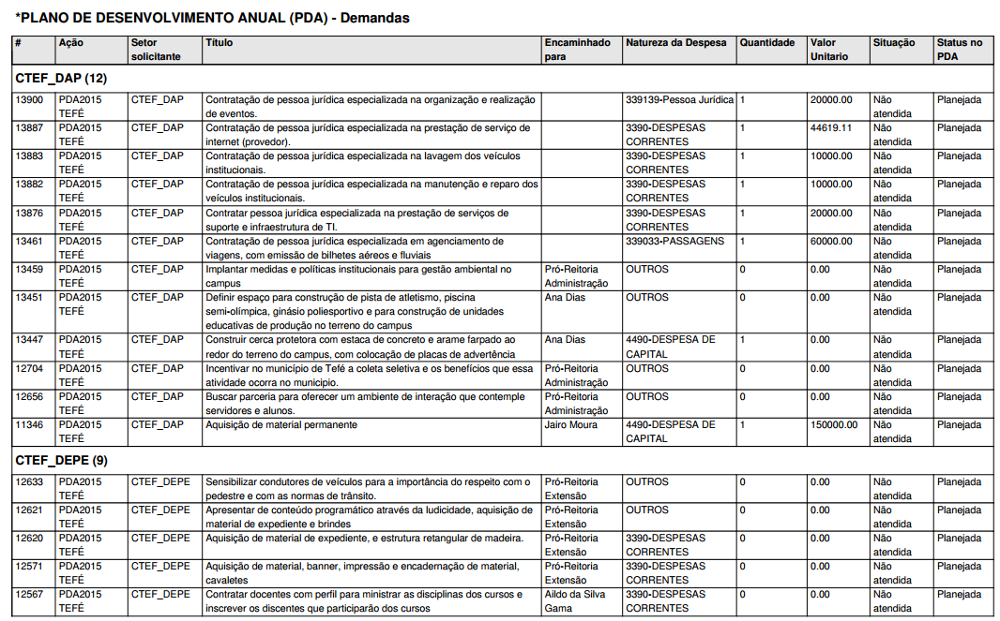 *PLANO DE DESENVOLVIMENTO ANUAL (PDA) - Demandas
# Ação Setor solicitante Título Encaminhado para Natureza da Despesa Quantidade Valor Unitario Situação Status no PDA
CTEF_DAP (12)
13900 PDA2015 CTEF_DAP Contratação de pessoa jurídica especializada na organização e realização 339139-Pessoa Jurídica 1 20000.00 Não Planejada
TEFÉ de eventos. atendida
13887 PDA2015 CTEF_DAP Contratação de pessoa jurídica especializada na prestação de serviço de 3390-DESPESAS 1 44619.11 Não Planejada
TEFÉ internet (provedor). CORRENTES atendida
13883 PDA2015 CTEF_DAP Contratação de pessoa jurídica especializada na lavagem dos veículos 3390-DESPESAS 1 10000.00 Não Planejada
TEFÉ institucionais. CORRENTES atendida
13882 PDA2015 CTEF_DAP Contratação de pessoa jurídica especializada na manutenção e reparo dos 3390-DESPESAS 1 10000.00 Não Planejada
TEFÉ veículos institucionais. CORRENTES atendida
13876 PDA2015 CTEF_DAP Contratar pessoa jurídica especializada na prestação de serviços de 3390-DESPESAS 1 20000.00 Não Planejada
TEFÉ suporte e infraestrutura de TI. CORRENTES atendida
13461 PDA2015 CTEF_DAP Contratação de pessoa jurídica especializada em agenciamento de 339033-PASSAGENS 1 60000.00 Não Planejada
TEFÉ viagens, com emissão de bilhetes aéreos e fluviais atendida
13459 PDA2015 CTEF_DAP Implantar medidas e políticas institucionais para gestão ambiental no Pró-Reitoria OUTROS 0 0.00 Não Planejada
TEFÉ campus Administração atendida
13451 PDA2015 CTEF_DAP Definir espaço para construção de pista de atletismo, piscina Ana Dias OUTROS 0 0.00 Não Planejada
TEFÉ semi-olímpica, ginásio poliesportivo e para construção de unidades atendida
educativas de produção no terreno do campus
13447 PDA2015 CTEF_DAP Construir cerca protetora com estaca de concreto e arame farpado ao Ana Dias 4490-DESPESA DE 1 0.00 Não Planejada
TEFÉ redor do terreno do campus, com colocação de placas de advertência CAPITAL atendida
12704 PDA2015 CTEF_DAP Incentivar no município de Tefé a coleta seletiva e os benefícios que essa Pró-Reitoria OUTROS 0 0.00 Não Planejada
TEFÉ atividade ocorra no municipio. Administração atendida
12656 PDA2015 CTEF_DAP Buscar parceria para oferecer um ambiente de interação que contemple Pró-Reitoria OUTROS 0 0.00 Não Planejada
TEFÉ servidores e alunos. Administração atendida
11346 PDA2015 CTEF_DAP Aquisição de material permanente Jairo Moura 4490-DESPESA DE 1 150000.00 Não Planejada
TEFÉ CAPITAL atendida
CTEF_DEPE (9)
12633 PDA2015 CTEF_DEPE Sensibilizar condutores de veículos para a importância do respeito com o Pró-Reitoria OUTROS 0 0.00 Não Planejada
TEFÉ pedestre e com as normas de trânsito. Extensão atendida
12621 PDA2015 CTEF_DEPE Apresentar de conteúdo programático através da ludicidade, aquisição de Pró-Reitoria OUTROS 0 0.00 Não Planejada
TEFÉ material de expediente e brindes Extensão atendida
12620 PDA2015 CTEF_DEPE Aquisição de material de expediente, e estrutura retangular de madeira. Pró-Reitoria 3390-DESPESAS 0 0.00 Não Planejada
TEFÉ Extensão CORRENTES atendida
12571 PDA2015 CTEF_DEPE Aquisição de material, banner, impressão e encadernação de material, Pró-Reitoria 3390-DESPESAS 0 0.00 Não Planejada
TEFÉ cavaletes Extensão CORRENTES atendida
12567 PDA2015 CTEF_DEPE Contratar docentes com perfil para ministrar as disciplinas dos cursos e Aildo da Silva 3390-DESPESAS 0 0.00 Não Planejada
TEFÉ inscrever os discentes que participarão dos cursos Gama CORRENTES atendida